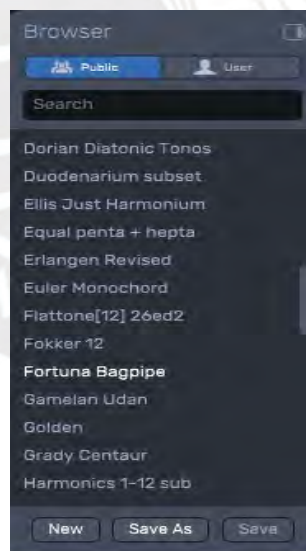 Browser
Public User
Search
Dorian Diatonic Tonos
Duodenarium subset
Ellis Just Harmonium
Equal penta + hepta
Erlangen Revised
Euler Monochord
Flattone[12] 26ed2
Fokker 12
Fortuna Bagpipe
Gamelan Udan
Golden
Grady Centaur
Harmonics 1-12 sub
New Save As Save